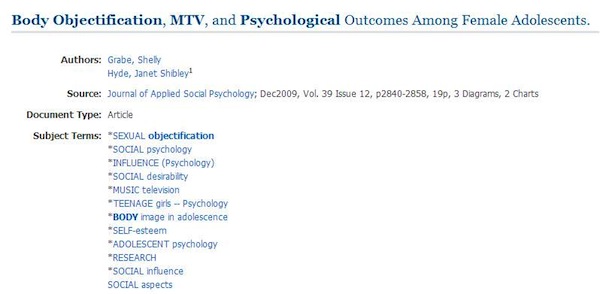 Body Objectification, MTV, and Psychological Outcomes Among Female Adolescents.
Authors: Grabe, Shelly
Hyde, Janet Shibley1
Source: Journal of Applied Social Psychology; Dec2009, Vol. 39 Issue 12, p2840-2858, 19p, 3 Diagrams, 2 Charts
Document Type: Article
Subject Terms: *SEXUAL objectification
*SOCIAL psychology
*INFLUENCE (Psychology)
*SOCIAL desirability
*MUSIC television
*TEENAGE girls -- Psychology
*BODY image in adolescence
*SELF-esteem
*ADOLESCENT psychology
*RESEARCH
*SOCIAL influence
SOCIAL aspects